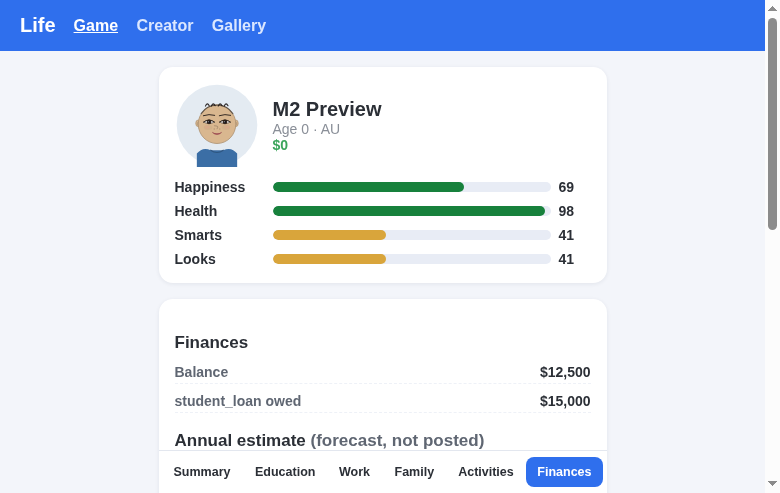 Life Game Creator Gallery
M2 Preview
Age 0 · AU
$0
Happiness 69
Health 98
Smarts 41
Looks 41
Finances
Balance $12,500
student_loan owed $15,000
Annual estimate (forecast, not posted)
Summary Education Work Family Activities Finances